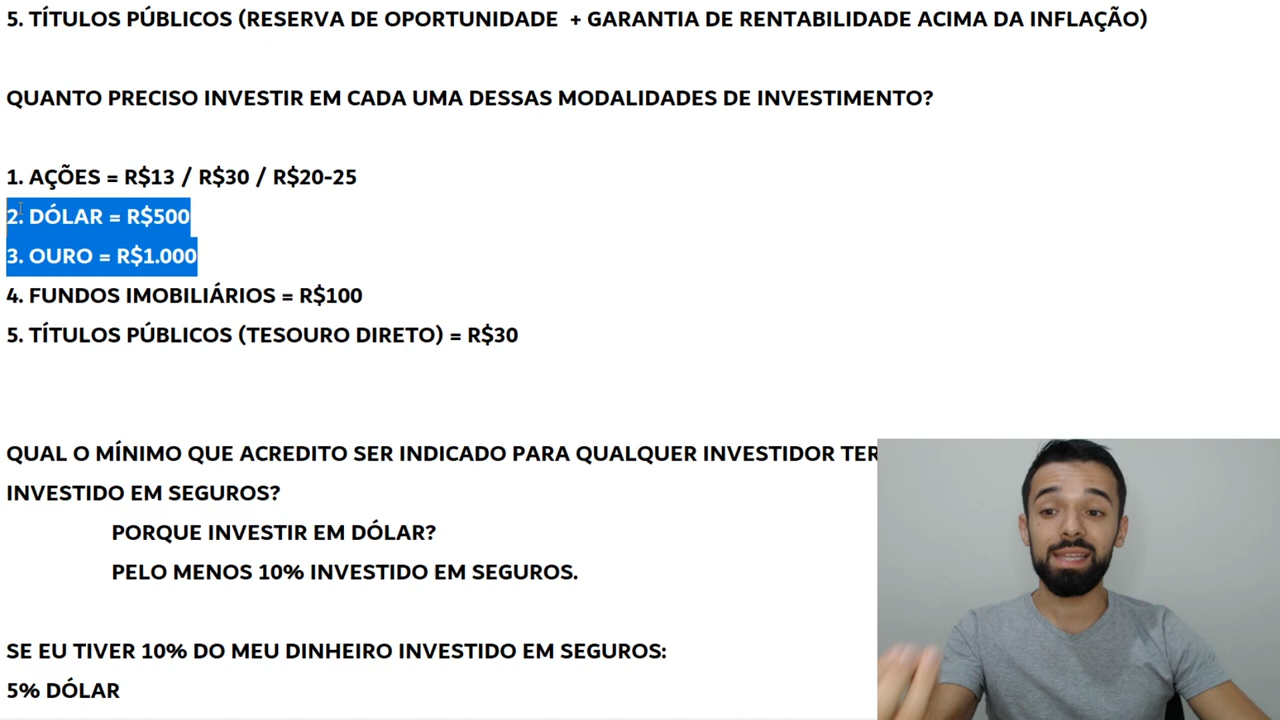 5. TÍTULOS PÚBLICOS (RESERVA DE OPORTUNIDADE + GARANTIA DE RENTABILIDADE ACIMA DA INFLAÇÃO)
QUANTO PRECISO INVESTIR EM CADA UMA DESSAS MODALIDADES DE INVESTIMENTO?
1. AÇÕES = R$13 / R$30 / R$20-25
2. DÓLAR = R$500
3. OURO = R$1.000
4. FUNDOS IMOBILIÁRIOS = R$100
5. TÍTULOS PÚBLICOS (TESOURO DIRETO) = R$30
QUAL O MÍNIMO QUE ACREDITO SER INDICADO PARA QUALQUER INVESTIDOR TER
INVESTIDO EM SEGUROS?
PORQUE INVESTIR EM DÓLAR?
PELO MENOS 10% INVESTIDO EM SEGUROS.
SE EU TIVER 10% DO MEU DINHEIRO INVESTIDO EM SEGUROS:
5% DÓLAR